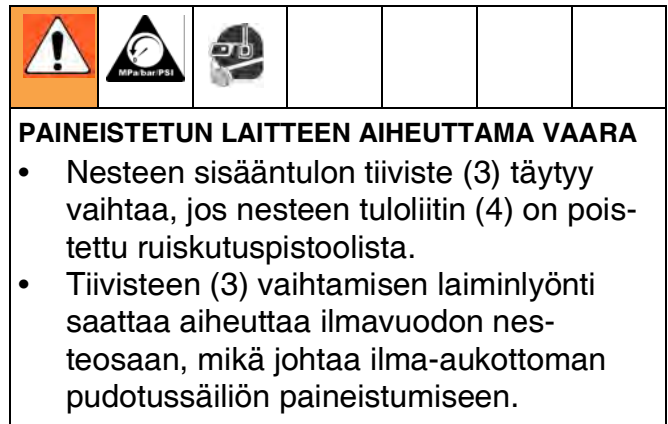 MPa/bar/PSI
PAINEISTETUN LAITTEEN AIHEUTTAMA VAARA
• Nesteen sisääntulon tiiviste (3) täytyy
vaihtaa, jos nesteen tuloliitin (4) on pois-
tettu ruiskutuspistoolista.
• Tiivisteen (3) vaihtamisen laiminlyönti
saattaa aiheuttaa ilmavuodon nes-
teosaan, mikä johtaa ilma-aukottoman
pudotussäiliön paineistumiseen.